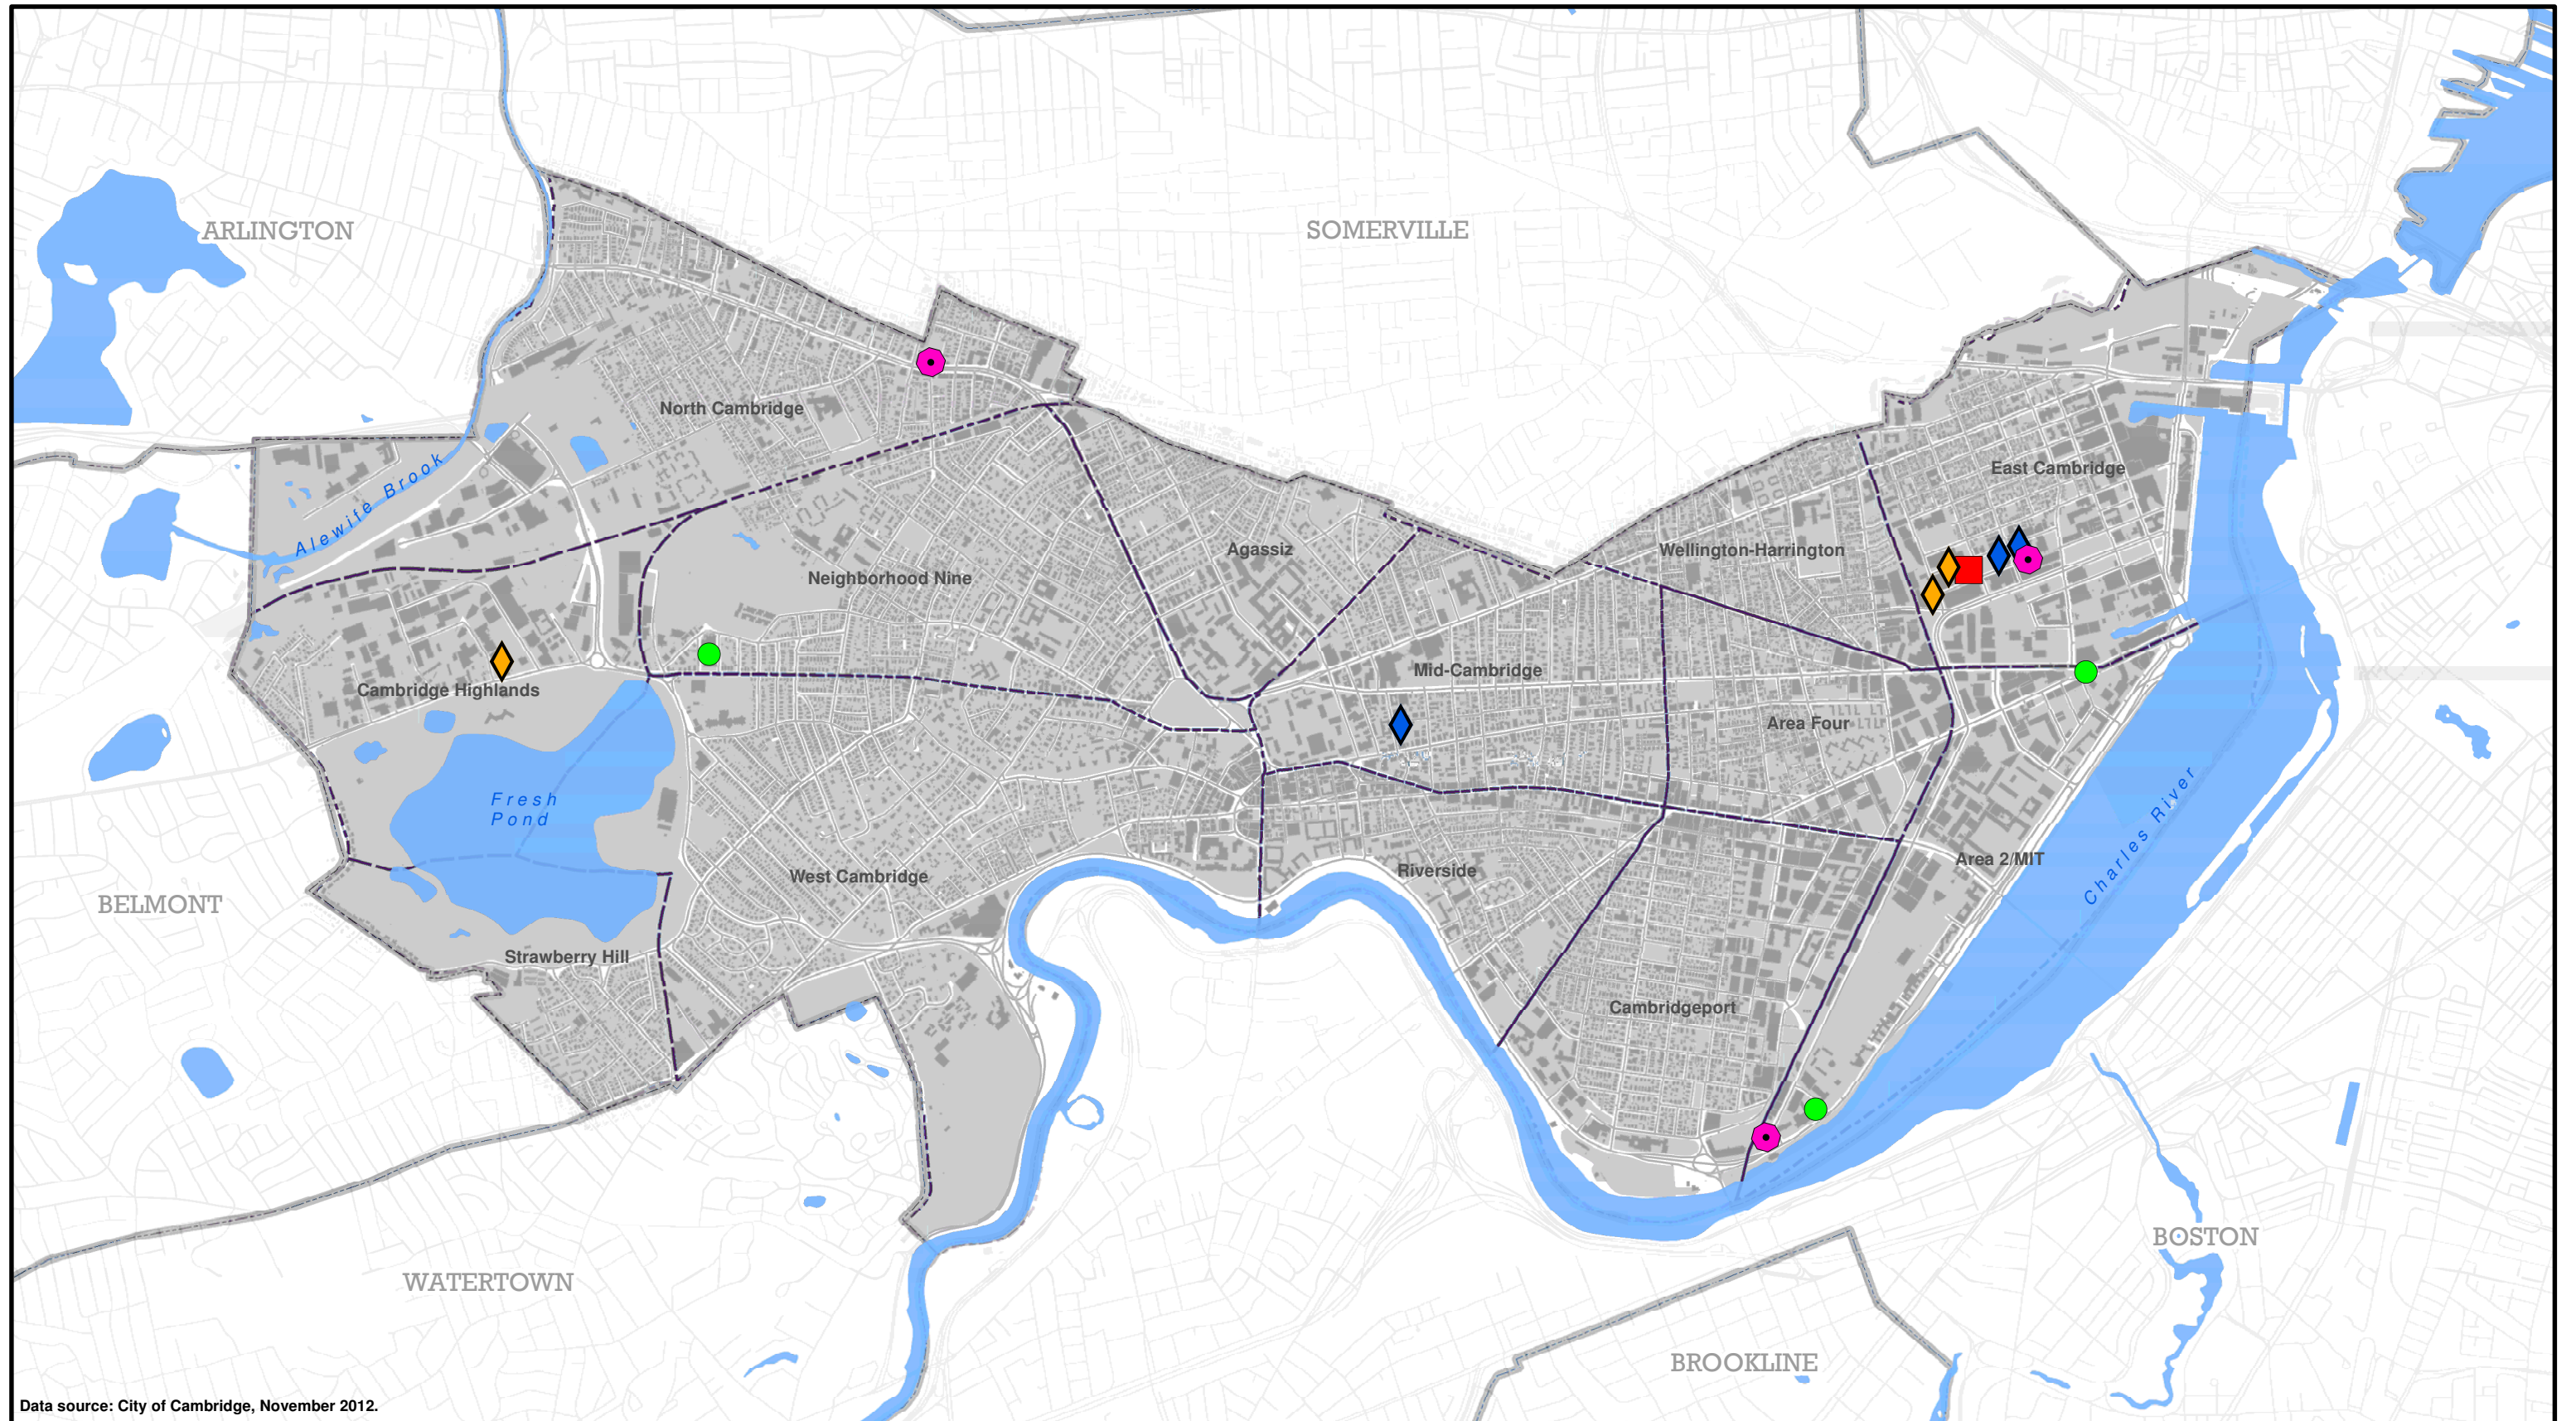 ARLINGTON
SOMERVILLE
North Cambridge
East Cambridge
Alewife Brook
Agassiz
Wellington-Harrington
Neighborhood Nine
Mid-Cambridge
Cambridge Highlands
Area Four
Fresh
Pond
Charles River
Area 2/MIT
Riverside
West Cambridge
BELMONT
Strawberry Hill
Cambridgeport
BOSTON
WATERTOWN
BROOKLINE
Data source: City of Cambridge, November 2012.